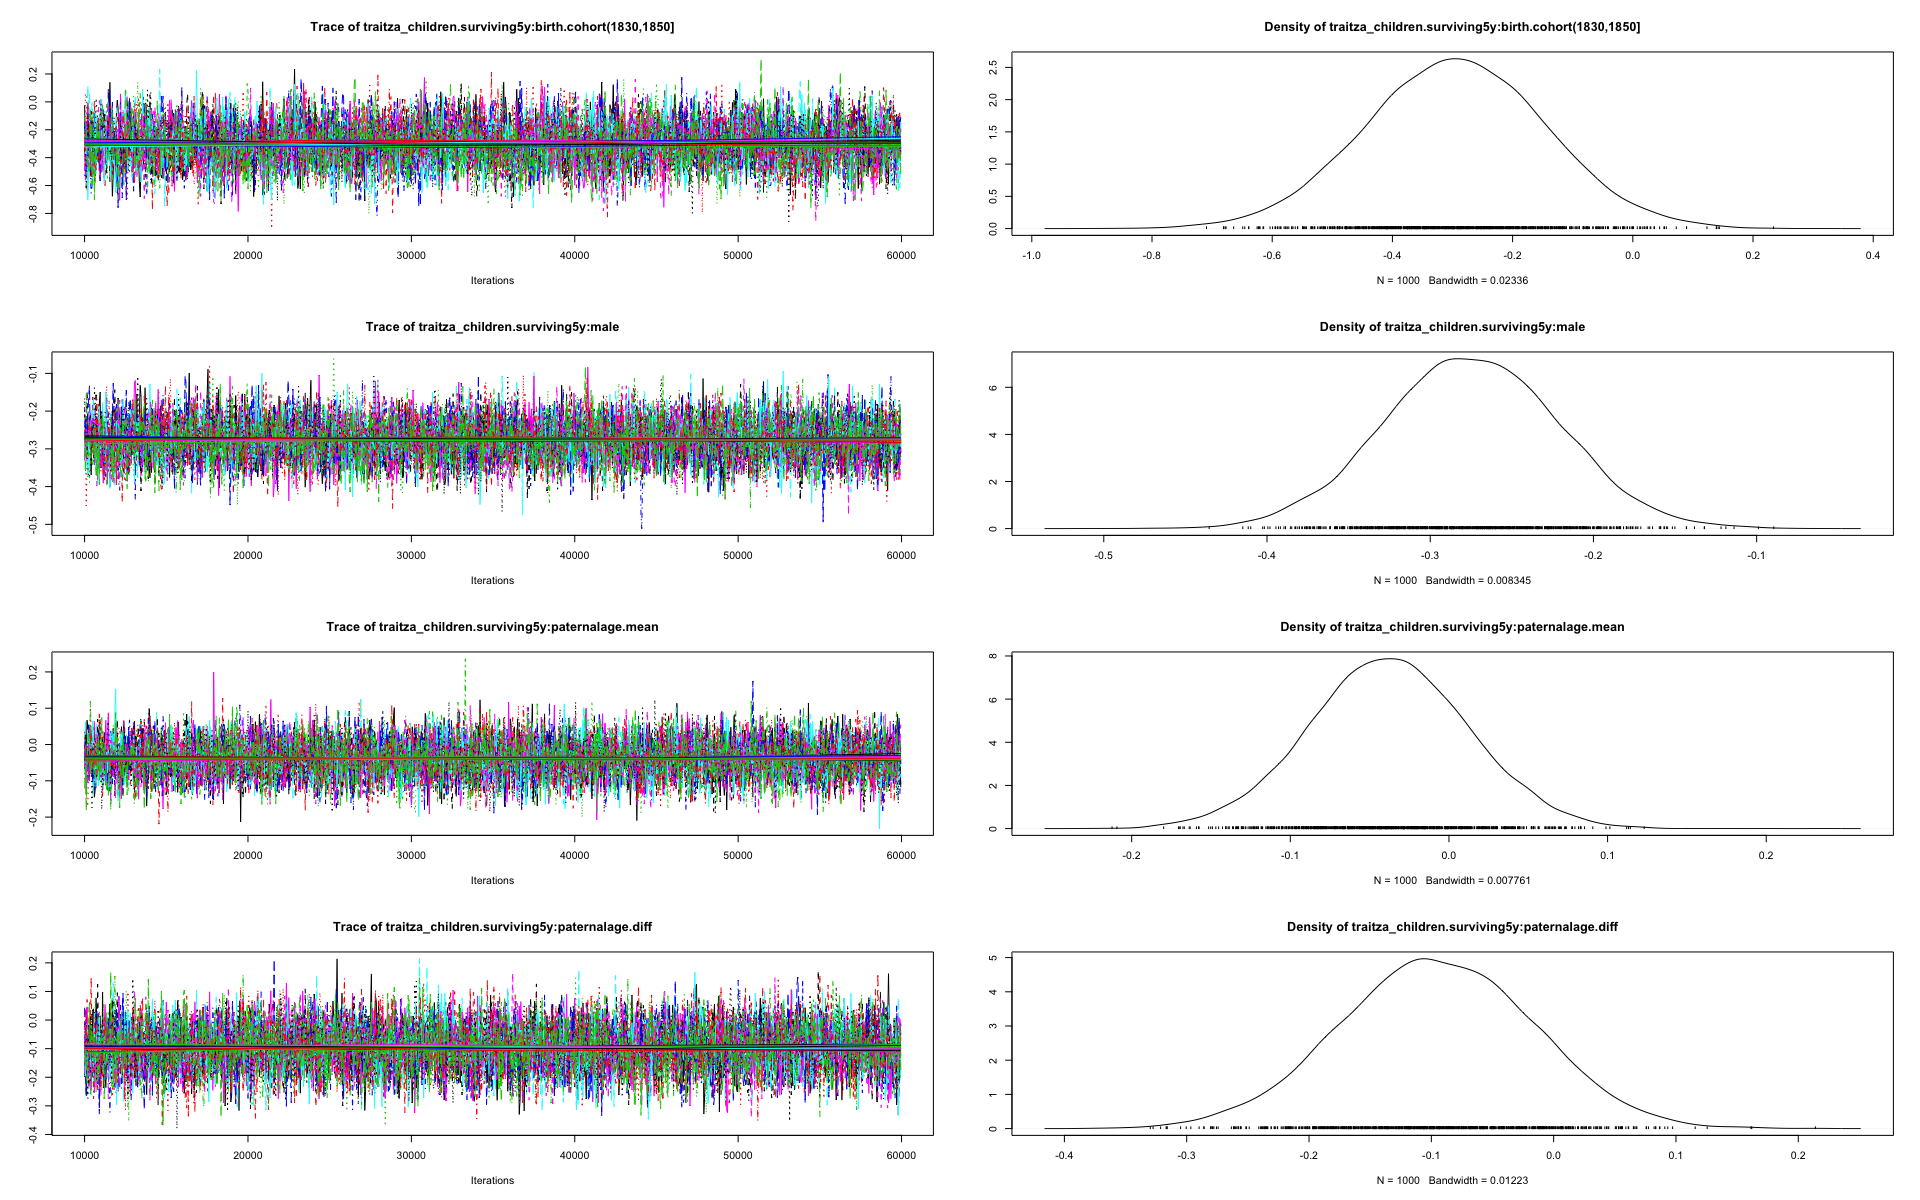 Trace of traitza_children.surviving5y:birth.cohort(1830,1850]
0.2
0.0
-0.2
-0.4
-0.6
-0.8
10000 20000 30000 40000 50000 60000
Iterations
Density of traitza_children.surviving5y:birth.cohort(1830,1850]
2.5
2.0
1.5
1.0
0.5
0.0
-1.0 -0.8 -0.6 -0.4 -0.2 0.0 0.2 0.4
N = 1000 Bandwidth = 0.02336
Trace of traitza_children.surviving5y:male
-0.1
-0.2
-0.3
-0.4
-0.5
10000 20000 30000 40000 50000 60000
Iterations
Density of traitza_children.surviving5y:male
6
4
2
0
-0.5 -0.4 -0.3 -0.2 -0.1
N = 1000 Bandwidth = 0.008345
Trace of traitza_children.surviving5y:paternalage.mean
0.2
0.1
0.0
-0.1
-0.2
10000 20000 30000 40000 50000 60000
Iterations
Density of traitza_children.surviving5y:paternalage.mean
8
6
4
2
0
-0.2 -0.1 0.0 0.1 0.2
N = 1000 Bandwidth = 0.007761
Trace of traitza_children.surviving5y:paternalage.diff
0.2
0.1
0.0
-0.1
-0.2
-0.3
-0.4
10000 20000 30000 40000 50000 60000
Iterations
Density of traitza_children.surviving5y:paternalage.diff
5
4
3
2
1
0
-0.4 -0.3 -0.2 -0.1 0.0 0.1 0.2
N = 1000 Bandwidth = 0.01223